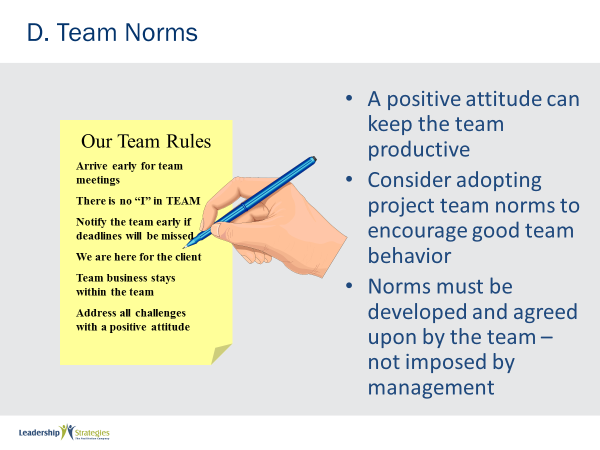 D. Team Norms
Our Team Rules
Arrive early for team
meetings
There is no “I” in TEAM
Notify the team early if
deadlines will be missed
We are here for the client
Team business stays
within the team
Address all challenges
with a positive attitude
• A positive attitude can
keep the team
productive
• Consider adopting
project team norms to
encourage good team
behavior
• Norms must be
developed and agreed
upon by the team –
not imposed by
management
Leadership Strategies
The Facilitation Company